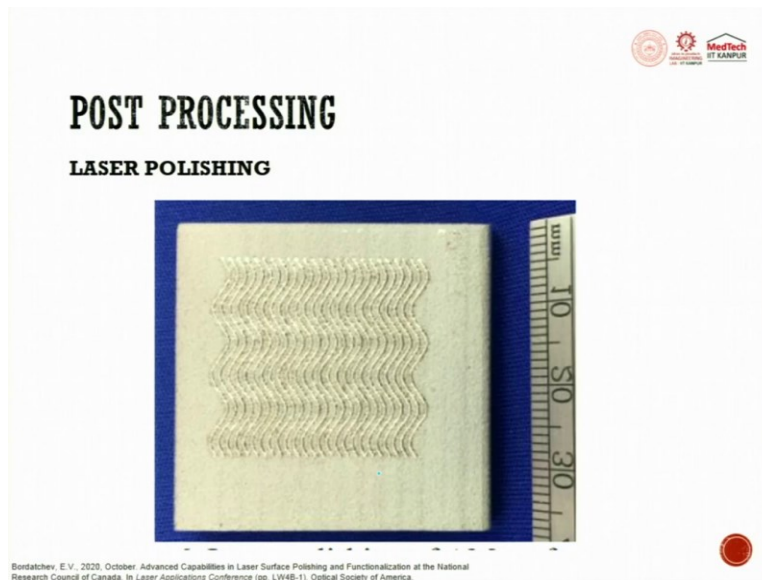 MedTech
IIT KANPUR
POST PROCESSING
LASER POLISHING
mm
10
20
30
Bordatchev, E.V., 2020, October. Advanced Capabilities in Laser Surface Polishing and Functionalization at the National
Research Council of Canada. In Laser Applications Conference (pp. LW4B-1). Optical Society of America.